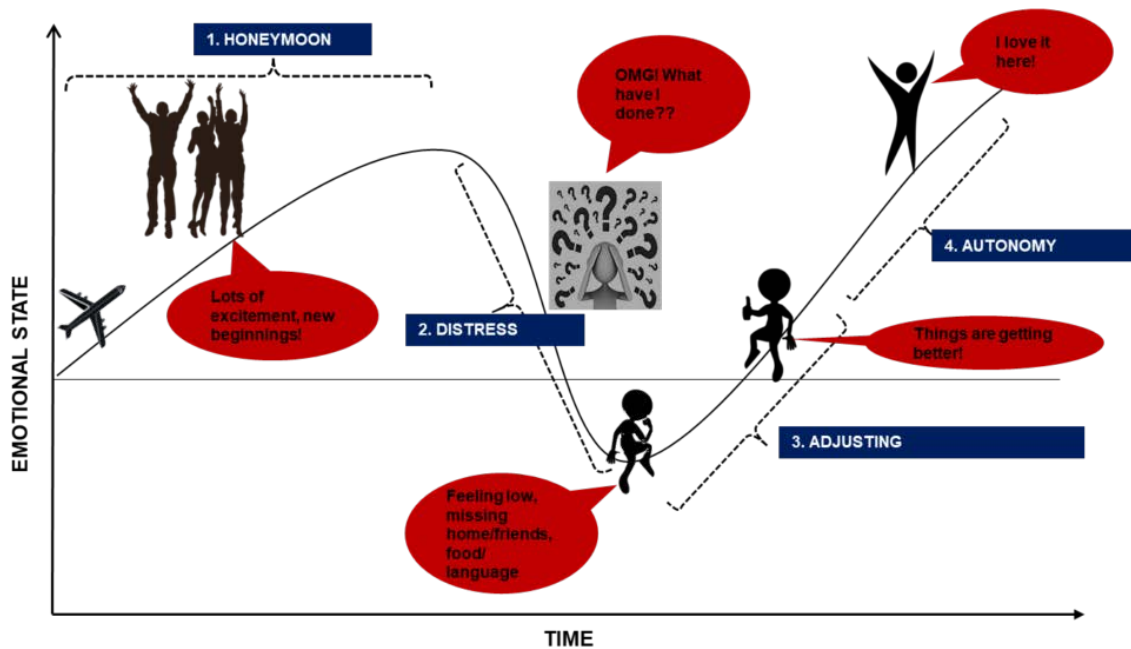 1. HONEYMOON
I love it
here!
OMG! What
have I
done??
4. AUTONOMY
Lots of
excitement, new
beginnings!
2. DISTRESS
Things are getting
better!
3. ADJUSTING
Feeling low,
missing
home/friends,
food/
language
EMOTIONAL STATE
TIME